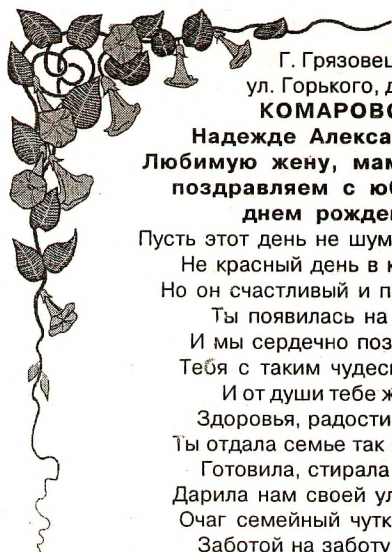 Г. Грязовец
ул. Горького, д
КОМАРОВО
Надежде Алекса
Любимую жену, мам
поздравляем с юб
днем рожден
Пусть этот день не шум
Не красный день в к
Но он счастливый и п
Ты появилась на
И мы сердечно поз
Тебя с таким чудес
И от души тебе ж
Здоровья, радости
Ты отдала семье так
Готовила, стирала
Дарила нам своей ул
Очаг семейный чутк
Заботой на заботу